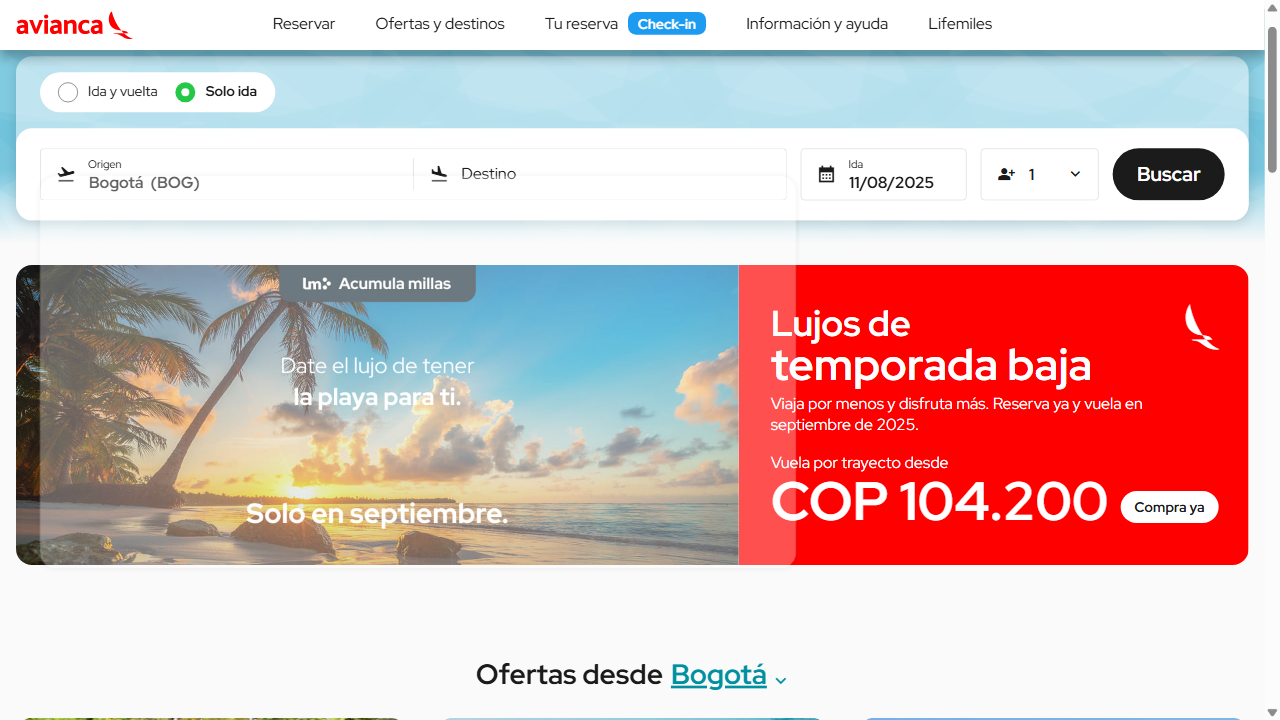 avianca
Reservar
Ofertas y destinos
Tu reserva
Check-in
Información y ayuda
Lifemiles
Ida y vuelta
Solo ida
Origen
Bogotá (BOG)
Destino
Ida
11/08/2025
1
Buscar
lm
Acumula millas
Date el lujo de tener
la playa para ti.
Solo en septiembre.
Lujos de
temporada baja
Viaja por menos y disfruta más. Reserva ya y vuela en
septiembre de 2025.
Vuela por trayecto desde
COP 104.200
Compra ya
Ofertas desde Bogotá